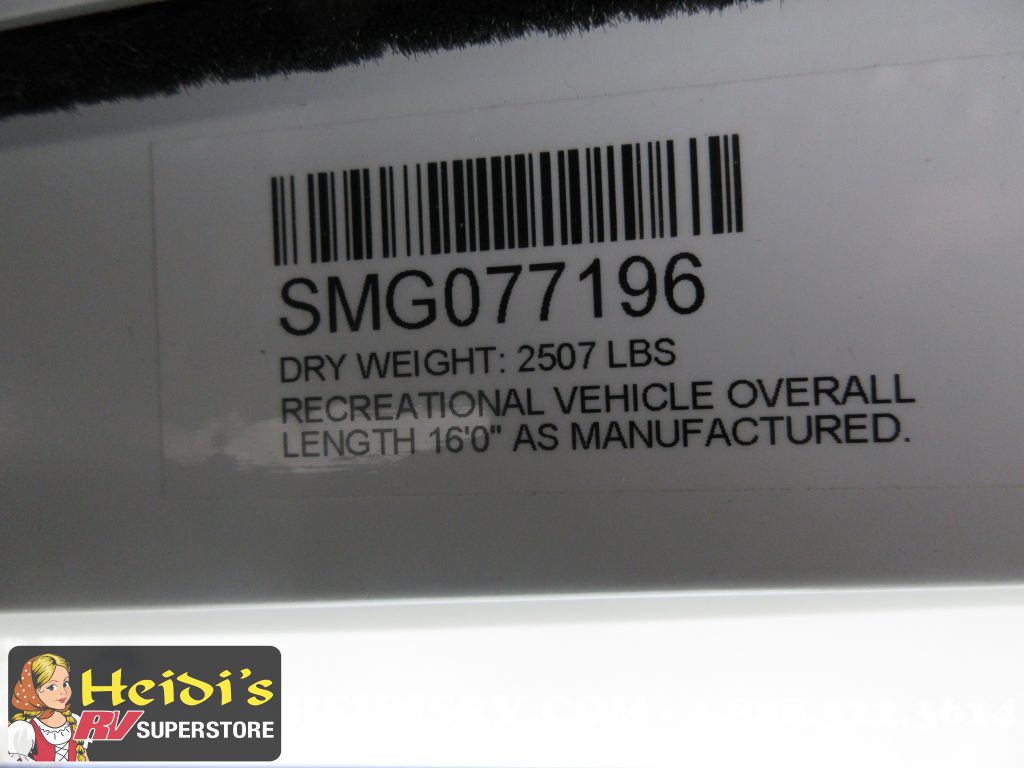 SMG077196
DRY WEIGHT: 2507 LBS
RECREATIONAL VEHICLE OVERALL
LENGTH 16'0" AS MANUFACTURED.
Heidi's
RV SUPERSTORE